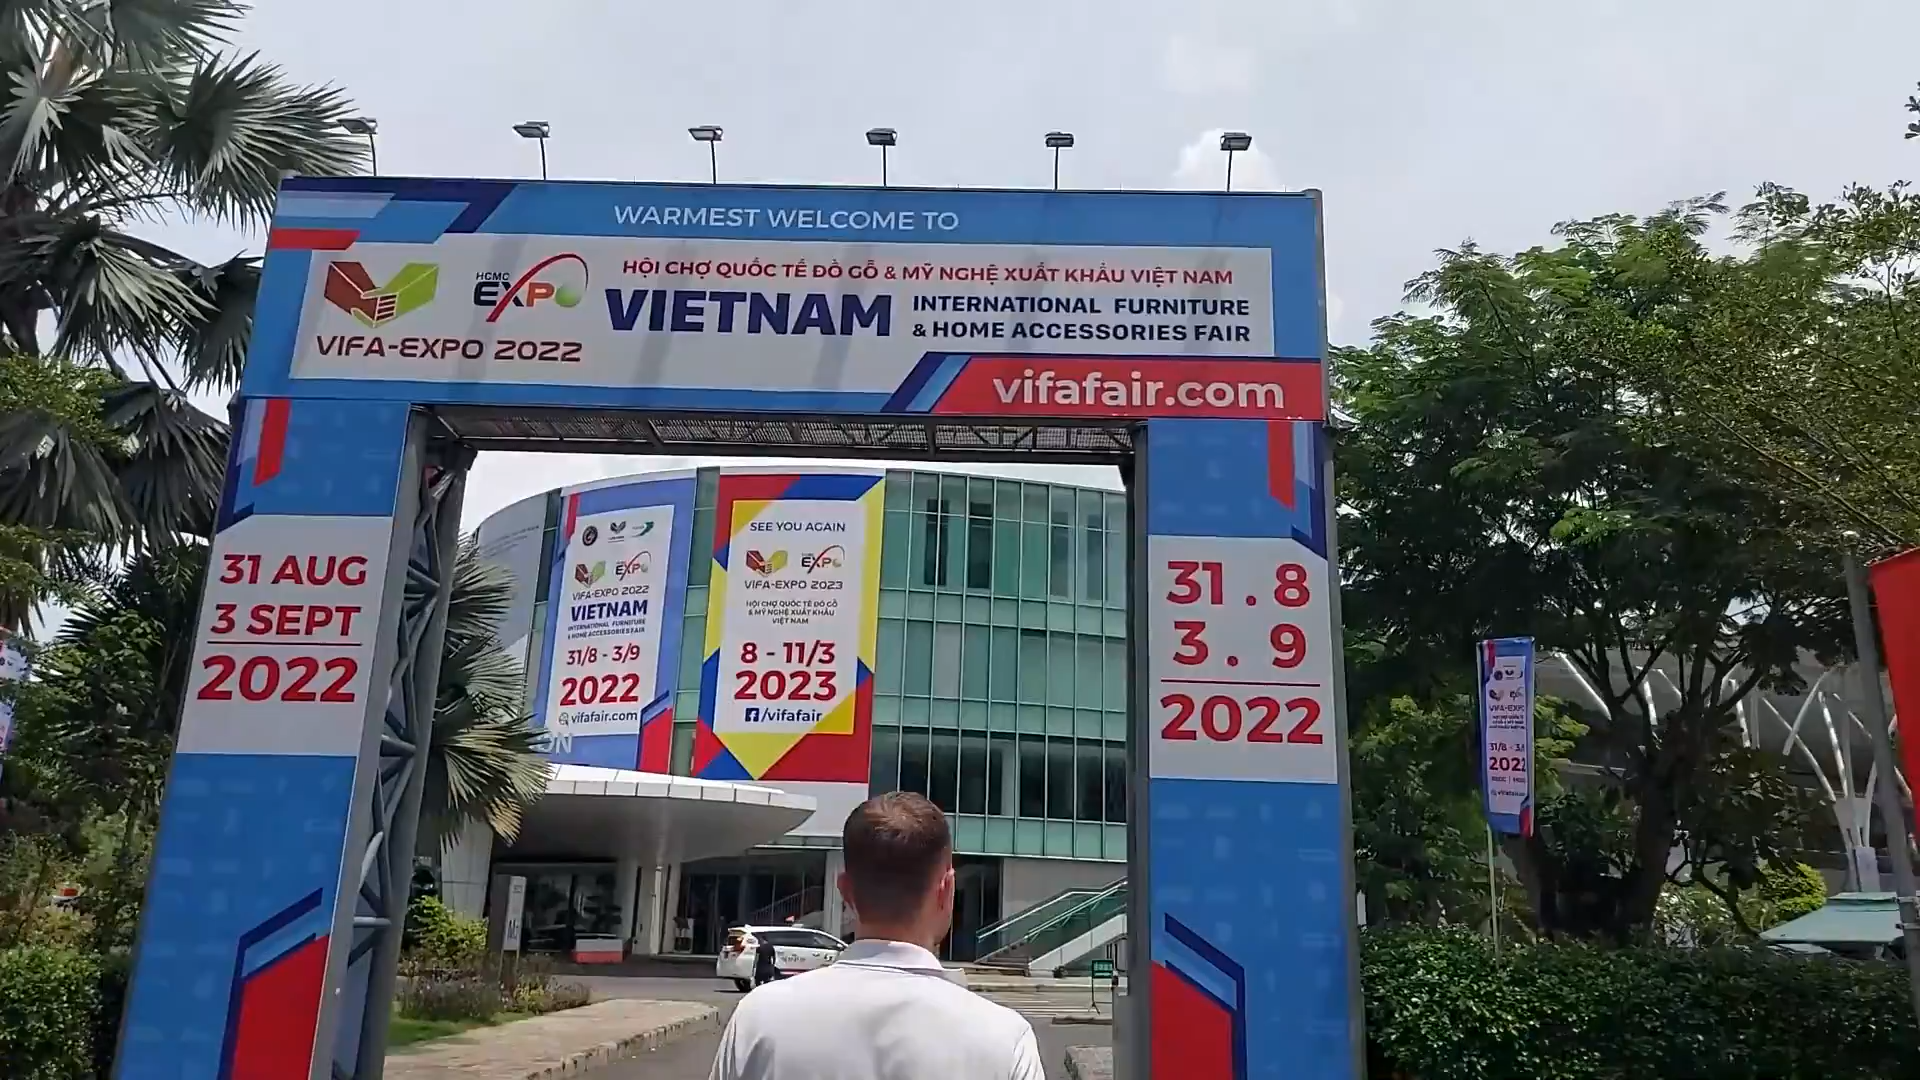 WARMEST WELCOME TO
VIFA-EXPO 2022
HCMC
EXPO
HỘI CHỢ QUỐC TẾ ĐỒ GỖ & MỸ NGHỆ XUẤT KHẨU VIỆT NAM
VIETNAM
INTERNATIONAL FURNITURE
& HOME ACCESSORIES FAIR
vifafair.com
31 AUG
3 SEPT
2022
EXPO
VIFA-EXPO 2022
VIETNAM
INTERNATIONAL FURNITURE
& HOME ACCESSORIES FAIR
31/8 - 3/9
2022
vifafair.com
SEE YOU AGAIN
EXPO
VIFA-EXPO 2023
HỘI CHỢ QUỐC TẾ ĐỒ GỖ
& MỸ NGHỆ XUẤT KHẨU
VIỆT NAM
8 - 11/3
2023
/vifafair
31 . 8
3 . 9
2022
VIFA-EXPO
31/8 - 3/
2022